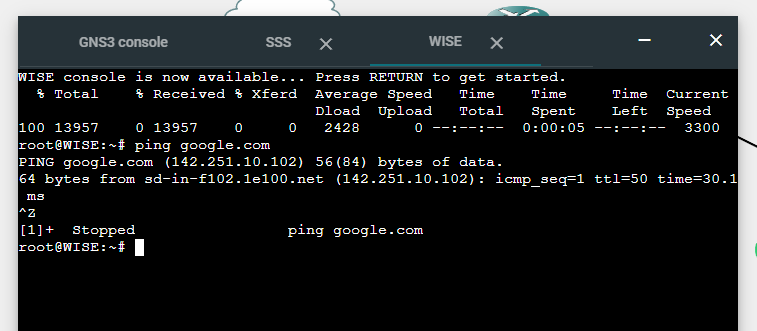 GNS3 console SSS WISE
WISE console is now available... Press RETURN to get started.
  % Total    % Received % Xferd  Average Speed   Time    Time     Time  Current
                                 Dload  Upload   Total   Spent    Left  Speed
100 13957    0 13957    0     0   2428      0 --:--:--  0:00:05 --:--:--  3300
root@WISE:~# ping google.com
PING google.com (142.251.10.102) 56(84) bytes of data.
64 bytes from sd-in-f102.1e100.net (142.251.10.102): icmp_seq=1 ttl=50 time=30.1
 ms
^Z
[1]+  Stopped                 ping google.com
root@WISE:~#